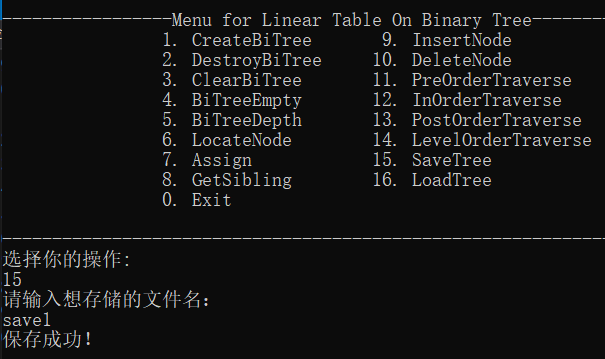 -----------------Menu for Linear Table On Binary Tree--------
1. CreateBiTree 9. InsertNode
2. DestroyBiTree 10. DeleteNode
3. ClearBiTree 11. PreOrderTraverse
4. BiTreeEmpty 12. InOrderTraverse
5. BiTreeDepth 13. PostOrderTraverse
6. LocateNode 14. LevelOrderTraverse
7. Assign 15. SaveTree
8. GetSibling 16. LoadTree
0. Exit
-------------------------------------------------------------
选择你的操作:
15
请输入想存储的文件名：
save1
保存成功！